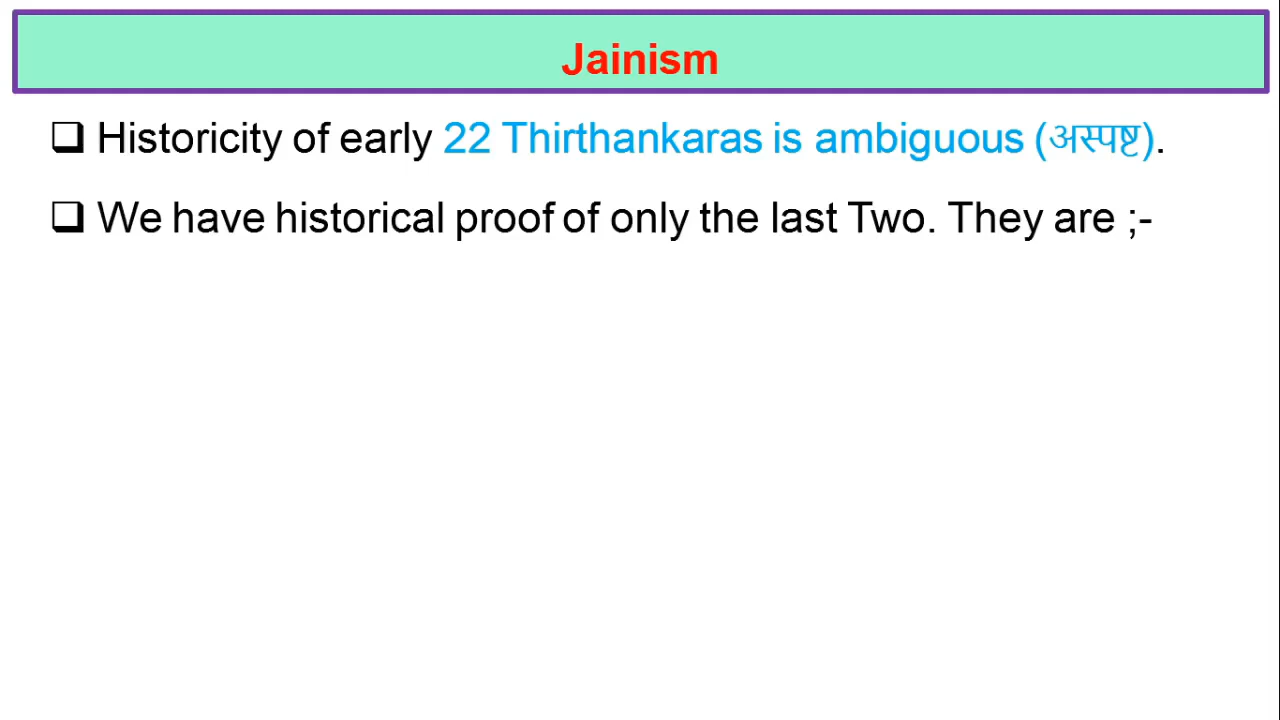 Jainism
❑ Historicity of early 22 Thirthankaras is ambiguous (अस्पष्ट).
❑ We have historical proof of only the last Two. They are ;-